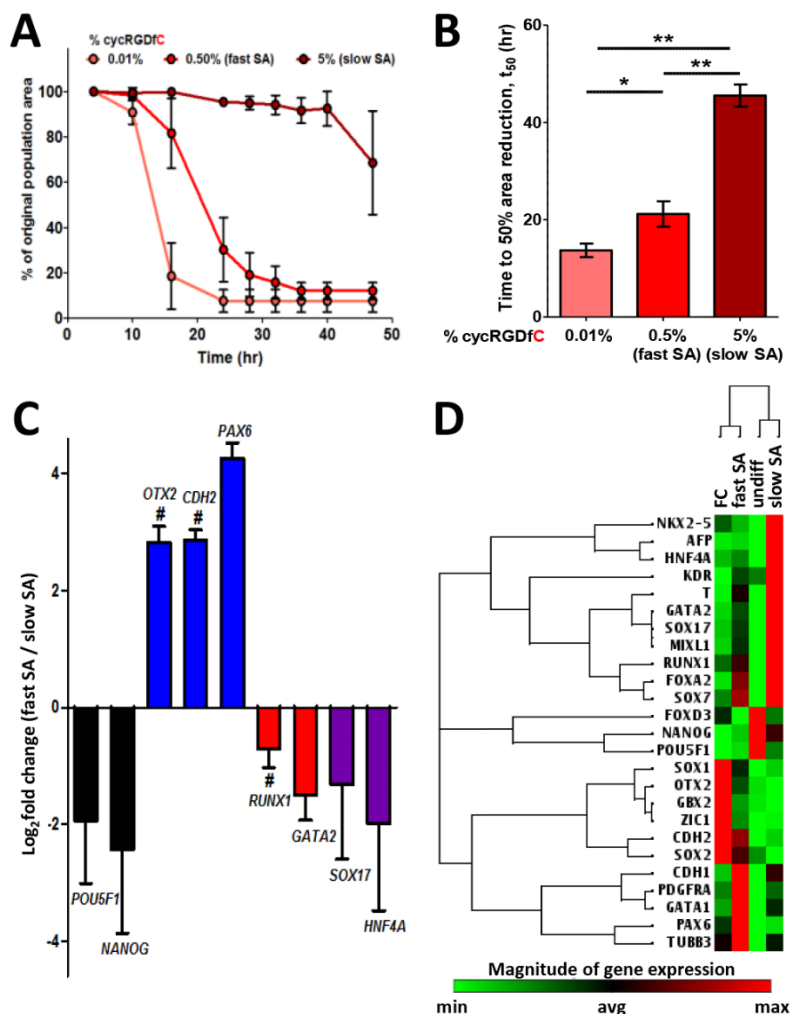 A
% cycRGDfC
0.01% 0.50% (fast SA) 5% (slow SA)
% of original population area
100
80
60
40
20
0
0 10 20 30 40 50
Time (hr)
B
Time to 50% area reduction, t50 (hr)
60
40
20
0
**
* **
% cycRGDfC 0.01% 0.5% 5%
(fast SA) (slow SA)
C
Log2fold change (fast SA / slow SA)
4
2
0
-2
-4
PAX6
OTX2 CDH2
# #
#
RUNX1
GATA2
SOX17
POU5F1
HNF4A
NANOG
D
FC fast SA undiff slow SA
NKX2-5
AFP
HNF4A
KDR
T
GATA2
SOX17
MIXL1
RUNX1
FOXA2
SOX7
FOXD3
NANOG
POU5F1
SOX1
OTX2
GBX2
ZIC1
CDH2
SOX2
CDH1
PDGFRA
GATA1
PAX6
TUBB3
Magnitude of gene expression
min avg max